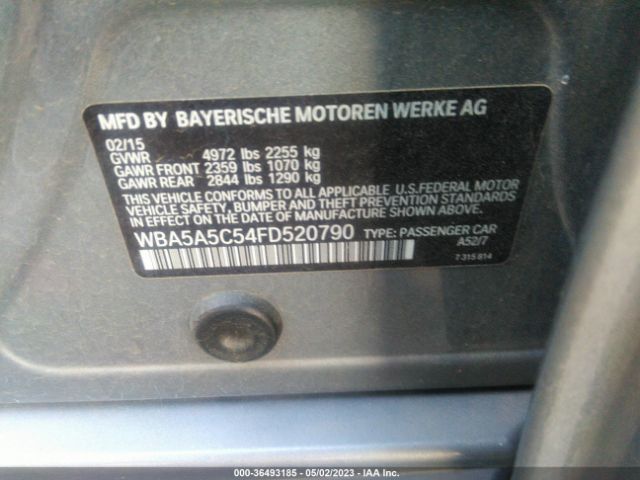 MFD BY BAYERISCHE MOTOREN WERKE AG
02/15
GVWR 4972 lbs 2255 kg
GAWR FRONT 2359 lbs 1070 kg
GAWR REAR 2844 lbs 1290 kg
THIS VEHICLE CONFORMS TO ALL APPLICABLE U.S.FEDERAL MOTOR
VEHICLE SAFETY, BUMPER AND THEFT PREVENTION STANDARDS
IN EFFECT ON THE DATE OF MANUFACTURE SHOWN ABOVE.
WBA5A5C54FD520790 TYPE: PASSENGER CAR
A52/7
7 315 814
000-36493185 - 05/02/2023 - IAA Inc.